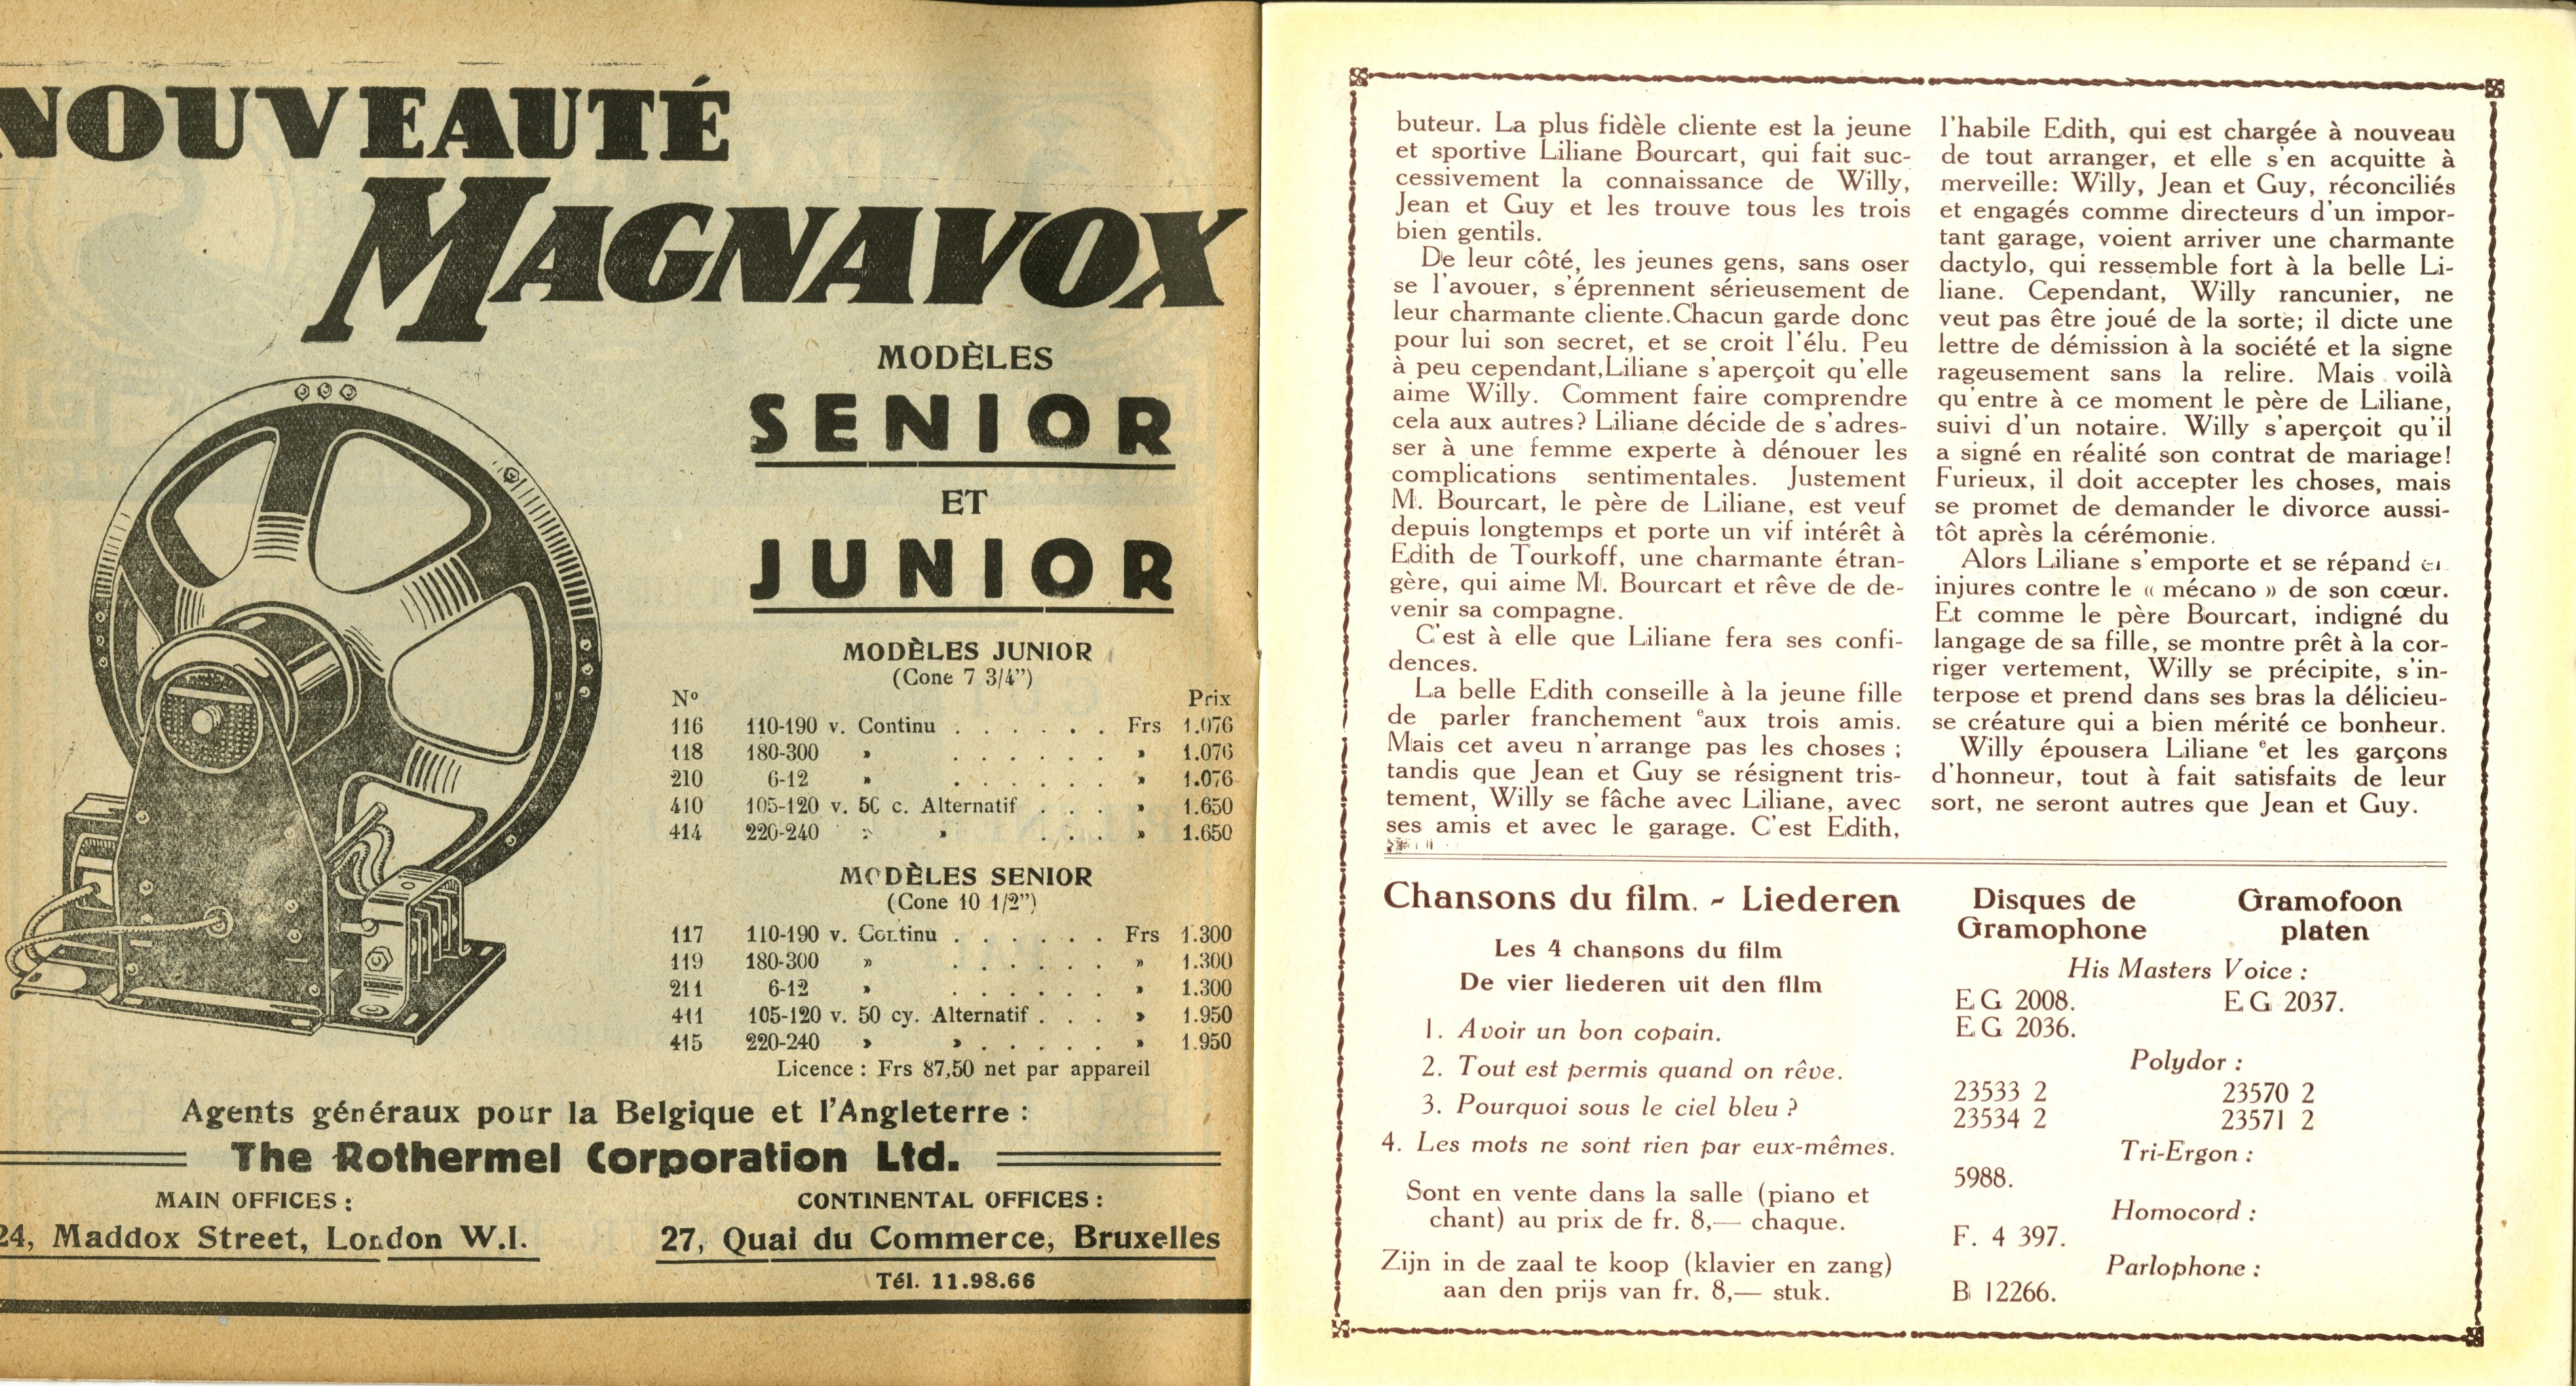 NOUVEAUTÉ
MAGNAVOX
MODÈLES
SENIOR
ET
JUNIOR
MODÈLES JUNIOR
(Cone 7 3/4")
Nº Prix
116 110-190 v. Continu . . . . . . Frs 1.076
118 180-300 » . . . . . . » 1.076
210 6-12 » . . . . . . » 1.076
410 105-120 v. 50 c. Alternatif . . . » 1.650
414 220-240 » » . . . » 1.650
MODÈLES SENIOR
(Cone 10 1/2")
117 110-190 v. Continu . . . . . . Frs 1.300
119 180-300 » . . . . . . » 1.300
211 6-12 » . . . . . . » 1.300
411 105-120 v. 50 cy. Alternatif . . . » 1.950
415 220-240 » » . . . . . » 1.950
Licence : Frs 87,50 net par appareil
Agents généraux pour la Belgique et l'Angleterre :
The Rothermel Corporation Ltd.
MAIN OFFICES :
24, Maddox Street, London W.I.
CONTINENTAL OFFICES :
27, Quai du Commerce, Bruxelles
Tél. 11.98.66
buteur. La plus fidèle cliente est la jeune
et sportive Liliane Bourcart, qui fait suc-
cessivement la connaissance de Willy,
Jean et Guy et les trouve tous les trois
bien gentils.
De leur côté, les jeunes gens, sans oser
se l'avouer, s'éprennent sérieusement de
leur charmante cliente.Chacun garde donc
pour lui son secret, et se croit l'élu. Peu
à peu cependant,Liliane s'aperçoit qu'elle
aime Willy. Comment faire comprendre
cela aux autres? Liliane décide de s'adres-
ser à une femme experte à dénouer les
complications sentimentales. Justement
M. Bourcart, le père de Liliane, est veuf
depuis longtemps et porte un vif intérêt à
Edith de Tourkoff, une charmante étran-
gère, qui aime M. Bourcart et rêve de de-
venir sa compagne.
C'est à elle que Liliane fera ses confi-
dences.
La belle Edith conseille à la jeune fille
de parler franchement eaux trois amis.
Mais cet aveu n'arrange pas les choses ;
tandis que Jean et Guy se résignent tris-
tement, Willy se fâche avec Liliane, avec
ses amis et avec le garage. C'est Edith,
l'habile Edith, qui est chargée à nouveau
de tout arranger, et elle s'en acquitte à
merveille: Willy, Jean et Guy, réconciliés
et engagés comme directeurs d'un impor-
tant garage, voient arriver une charmante
dactylo, qui ressemble fort à la belle Li-
liane. Cependant, Willy rancunier, ne
veut pas être joué de la sorte; il dicte une
lettre de démission à la société et la signe
rageusement sans la relire. Mais voilà
qu'entre à ce moment le père de Liliane,
suivi d'un notaire. Willy s'aperçoit qu'il
a signé en réalité son contrat de mariage!
Furieux, il doit accepter les choses, mais
se promet de demander le divorce aussi-
tôt après la cérémonie.
Alors Liliane s'emporte et se répand
injures contre le « mécano » de son cœur.
Et comme le père Bourcart, indigné du
langage de sa fille, se montre prêt à la cor-
riger vertement, Willy se précipite, s'in-
terpose et prend dans ses bras la délicieu-
se créature qui a bien mérité ce bonheur.
Willy épousera Liliane eet les garçons
d'honneur, tout à fait satisfaits de leur
sort, ne seront autres que Jean et Guy.
Chansons du film. - Liederen
Les 4 chansons du film
De vier liederen uit den film
1. Avoir un bon copain.
2. Tout est permis quand on rêve.
3. Pourquoi sous le ciel bleu ?
4. Les mots ne sont rien par eux-mêmes.
Sont en vente dans la salle (piano et
chant) au prix de fr. 8,— chaque.
Zijn in de zaal te koop (klavier en zang)
aan den prijs van fr. 8,— stuk.
Disques de Gramofoon
Gramophone platen
His Masters Voice :
EG 2008. EG 2037.
EG 2036.
Polydor :
23533 2 23570 2
23534 2 23571 2
Tri-Ergon :
5988.
Homocord :
F. 4 397.
Parlophone :
B 12266.